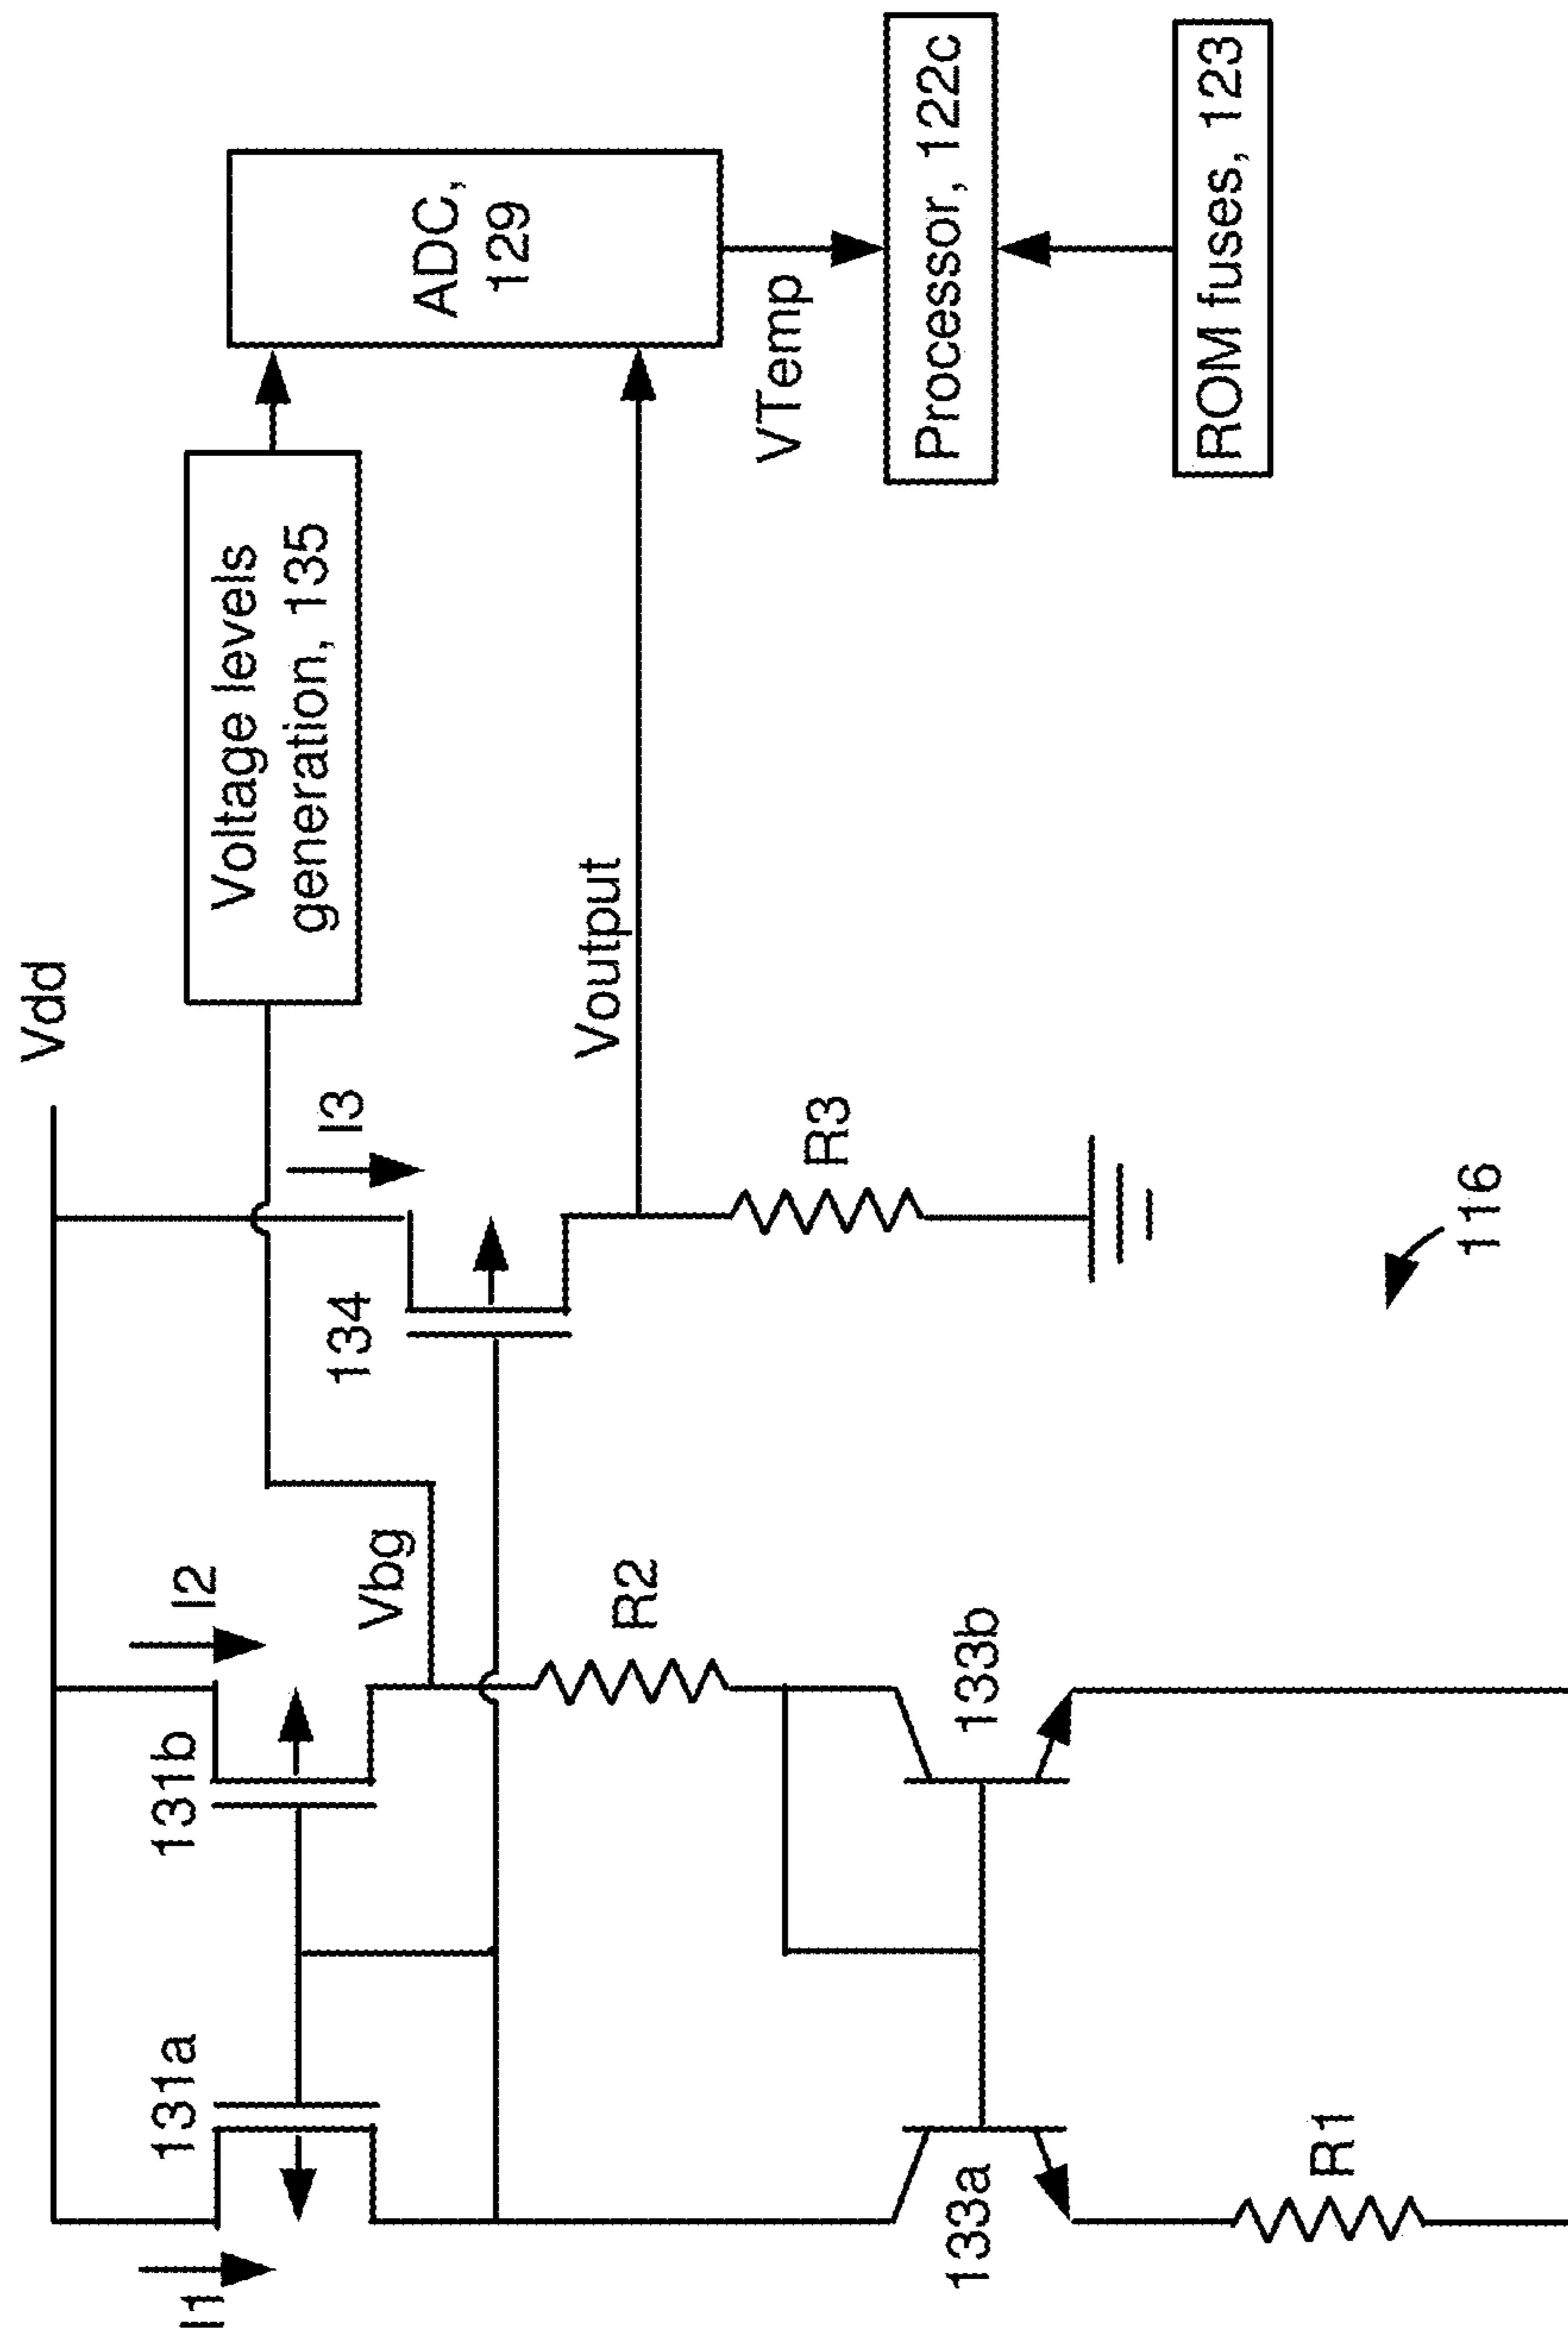 Vdd
I1
131a
131b
I2
Vbg
134
I3
Voltage levels
generation, 135
ADC,
129
Voutput
R2
R3
VTemp
Processor, 122c
133a
133b
ROM fuses, 123
R1
116